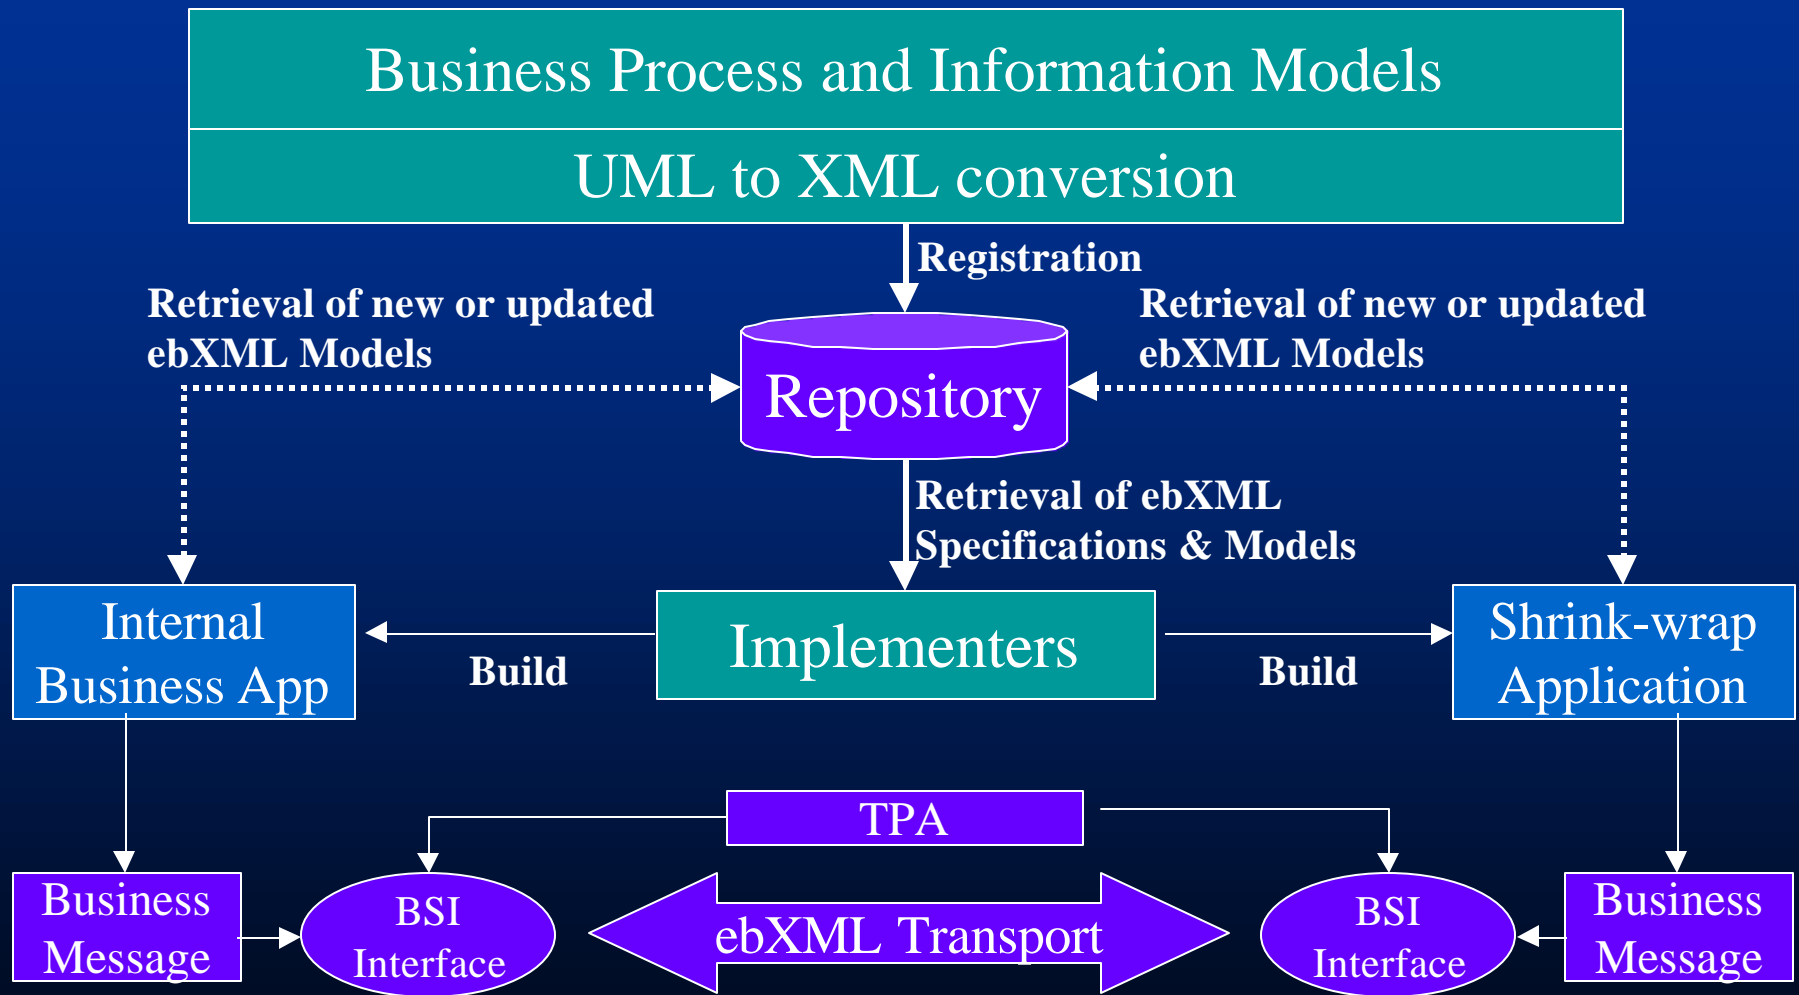 Business Process and Information Models
UML to XML conversion
Registration
Retrieval of new or updated
ebXML Models
Retrieval of new or updated
ebXML Models
Repository
Retrieval of ebXML
Specifications & Models
Internal
Business App
Build
Implementers
Build
Shrink-wrap
Application
TPA
Business
Message
BSI
Interface
ebXML Transport
BSI
Interface
Business
Message